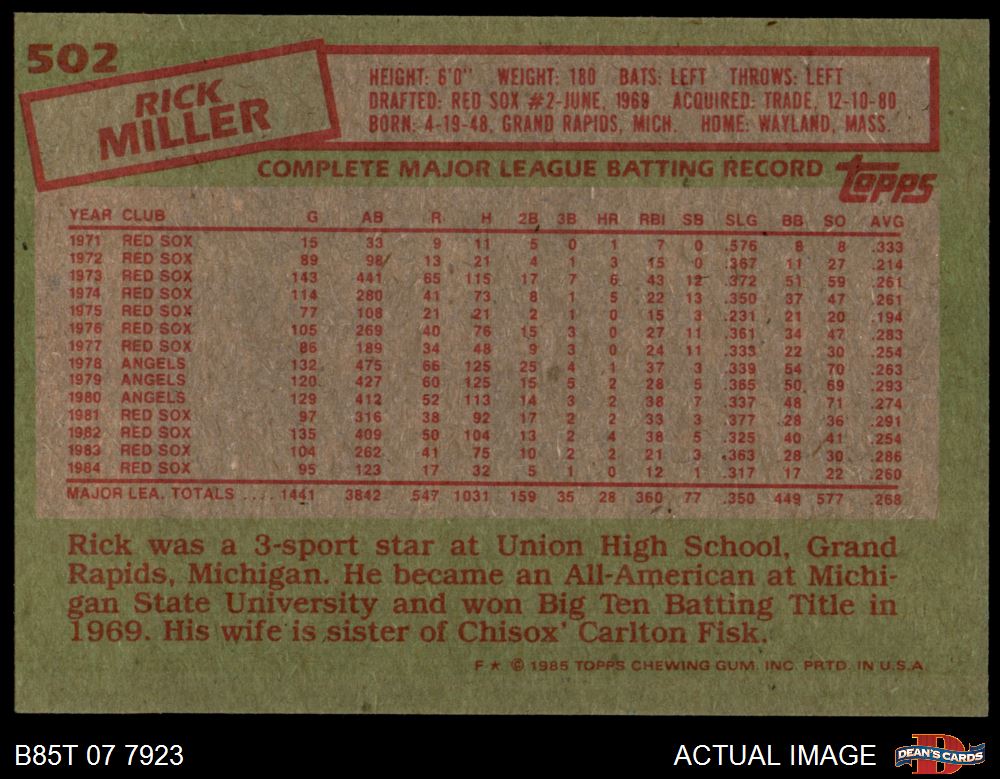 502
RICK
MILLER
HEIGHT: 6'0" WEIGHT: 180 BATS: LEFT THROWS: LEFT
DRAFTED: RED SOX #2-JUNE, 1969 ACQUIRED: TRADE, 12-10-80
BORN: 4-19-48, GRAND RAPIDS, MICH. HOME: WAYLAND, MASS.
COMPLETE MAJOR LEAGUE BATTING RECORD topps
YEAR CLUB G AB R H 2B 3B HR RBI SB SLG BB SO AVG
1971 RED SOX 15 33 9 11 5 0 1 7 0 .576 8 8 .333
1972 RED SOX 89 98 13 21 4 1 3 15 0 .367 11 27 .214
1973 RED SOX 143 441 65 115 17 7 6 43 12 .372 51 59 .261
1974 RED SOX 114 280 41 73 8 1 5 22 13 .350 37 47 .261
1975 RED SOX 77 108 21 21 2 1 0 15 3 .231 21 20 .194
1976 RED SOX 105 269 40 76 15 3 0 27 11 .361 34 47 .283
1977 RED SOX 86 189 34 48 9 3 0 24 11 .333 22 30 .254
1978 ANGELS 132 475 66 125 25 4 1 37 3 .339 54 70 .263
1979 ANGELS 120 427 60 125 15 5 2 28 5 .365 50 69 .293
1980 ANGELS 129 412 52 113 14 3 2 38 7 .337 48 71 .274
1981 RED SOX 97 316 38 92 17 2 2 33 3 .377 28 36 .291
1982 RED SOX 135 409 50 104 13 2 4 38 5 .325 40 41 .254
1983 RED SOX 104 262 41 75 10 2 2 21 3 .363 28 30 .286
1984 RED SOX 95 123 17 32 5 1 0 12 1 .317 17 22 .260
MAJOR LEA. TOTALS .... 1441 3842 547 1031 159 35 28 360 77 .350 449 577 .268
Rick was a 3-sport star at Union High School, Grand
Rapids, Michigan. He became an All-American at Michi-
gan State University and won Big Ten Batting Title in
1969. His wife is sister of Chisox' Carlton Fisk.
F ★ © 1985 TOPPS CHEWING GUM, INC. PRTD. IN U.S.A.
B85T 07 7923 ACTUAL IMAGE DEAN'S CARDS